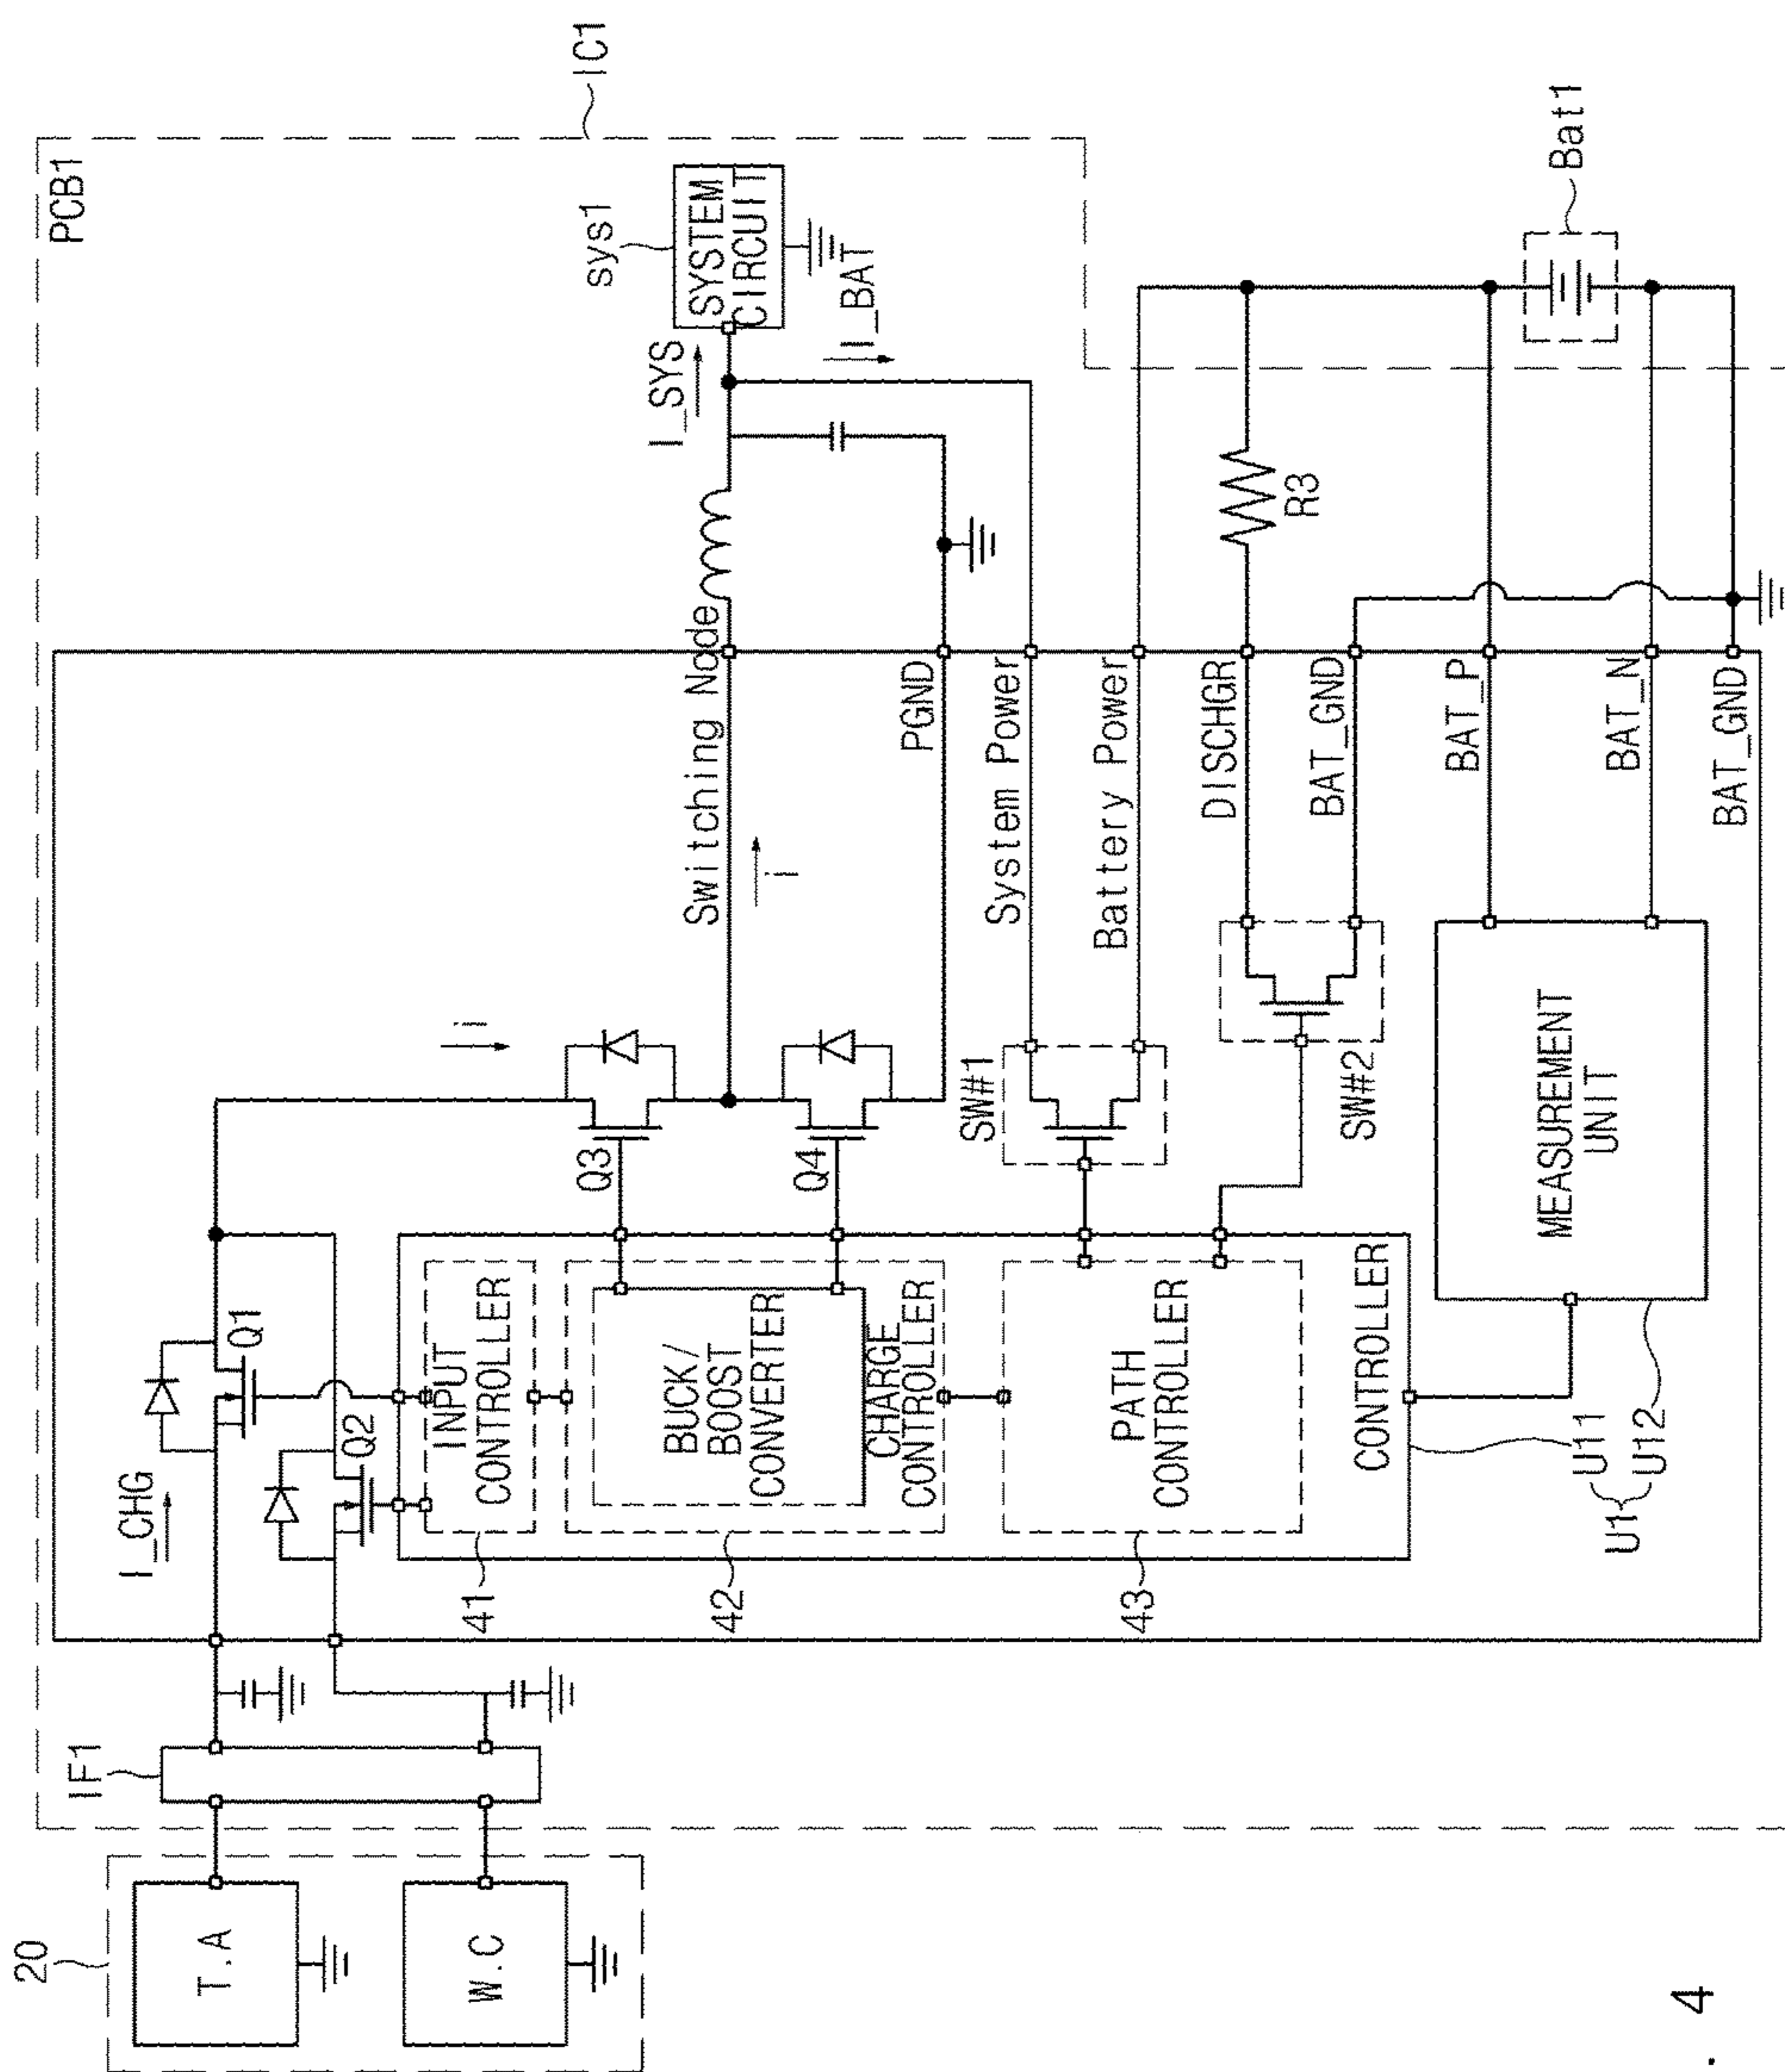 20
T.A
W.C
IF1
PCB1
IC1
I_CHG
Q1
Q2
41
INPUT
CONTROLLER
42
BUCK/
BOOST
CONVERTER
CHARGE
CONTROLLER
43
PATH
CONTROLLER
CONTROLLER
U11
U12
U1
MEASUREMENT
UNIT
Q3
Q4
i
i
SW#1
SW#2
Switching Node
PGND
System Power
Battery Power
DISCHGR
BAT_GND
BAT_P
BAT_N
BAT_GND
R3
I_SYS
I_BAT
sys1
SYSTEM
CIRCUIT
Bat1
. 4